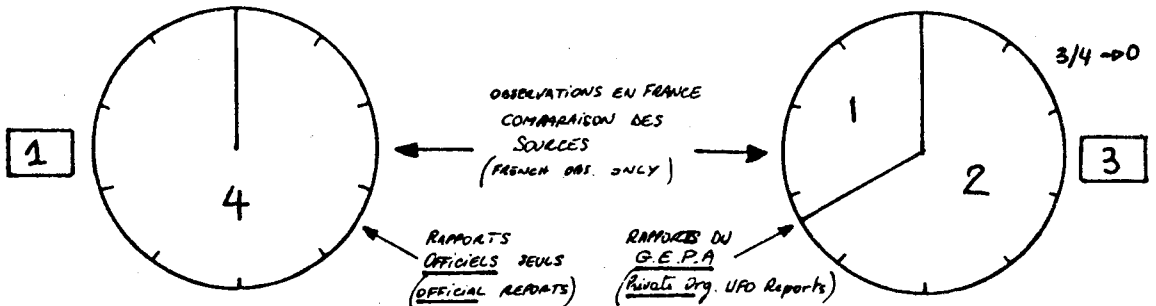 1
4
OBSERVATIONS EN FRANCE
COMPARAISON DES
SOURCES
(FRENCH OBS. ONLY)
1
2
3/4 → 0
3
RAPPORTS
OFFICIELS SEULS
(OFFICIAL REPORTS)
RAPPORTS DU
G.E.P.A
(Private Org. UFO Reports)